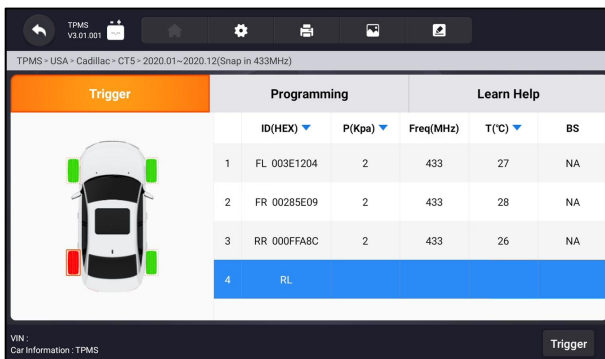 TPMS
V3.01.001
TPMS > USA > Cadillac > CT5 > 2020.01~2020.12(Snap in 433MHz)
Trigger Programming Learn Help
ID(HEX) P(Kpa) Freq(MHz) T(℃) BS
1 FL 003E1204 2 433 27 NA
2 FR 00285E09 2 433 28 NA
3 RR 000FFA8C 2 433 26 NA
4 RL
VIN :
Car Information : TPMS
Trigger